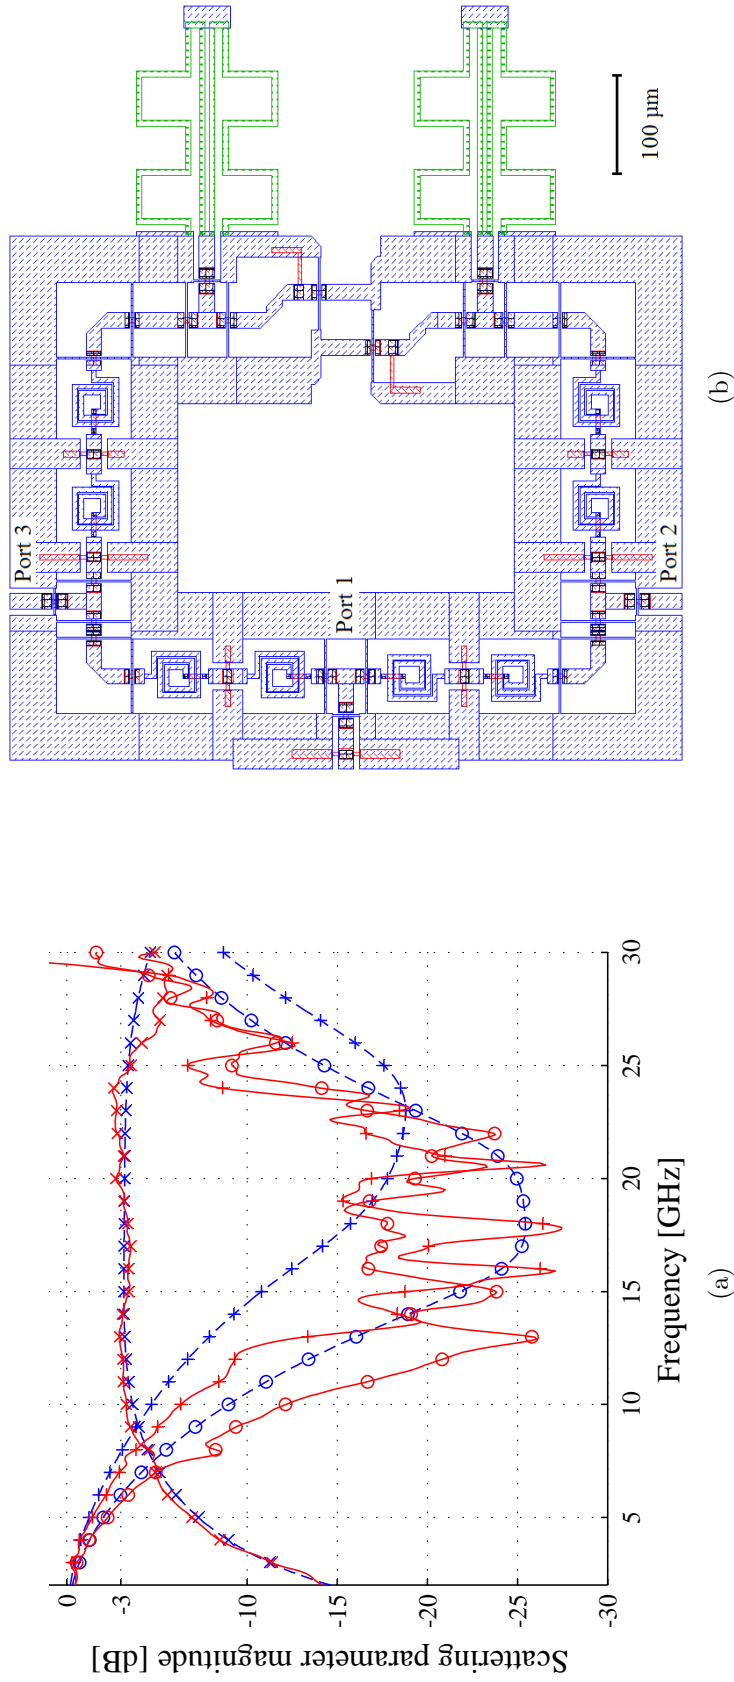 Port 3
Port 1
Port 2
100 µm
(b)
0
-3
-10
-15
-20
-25
-30
5
10
15
20
25
30
Scattering parameter magnitude [dB]
Frequency [GHz]
(a)